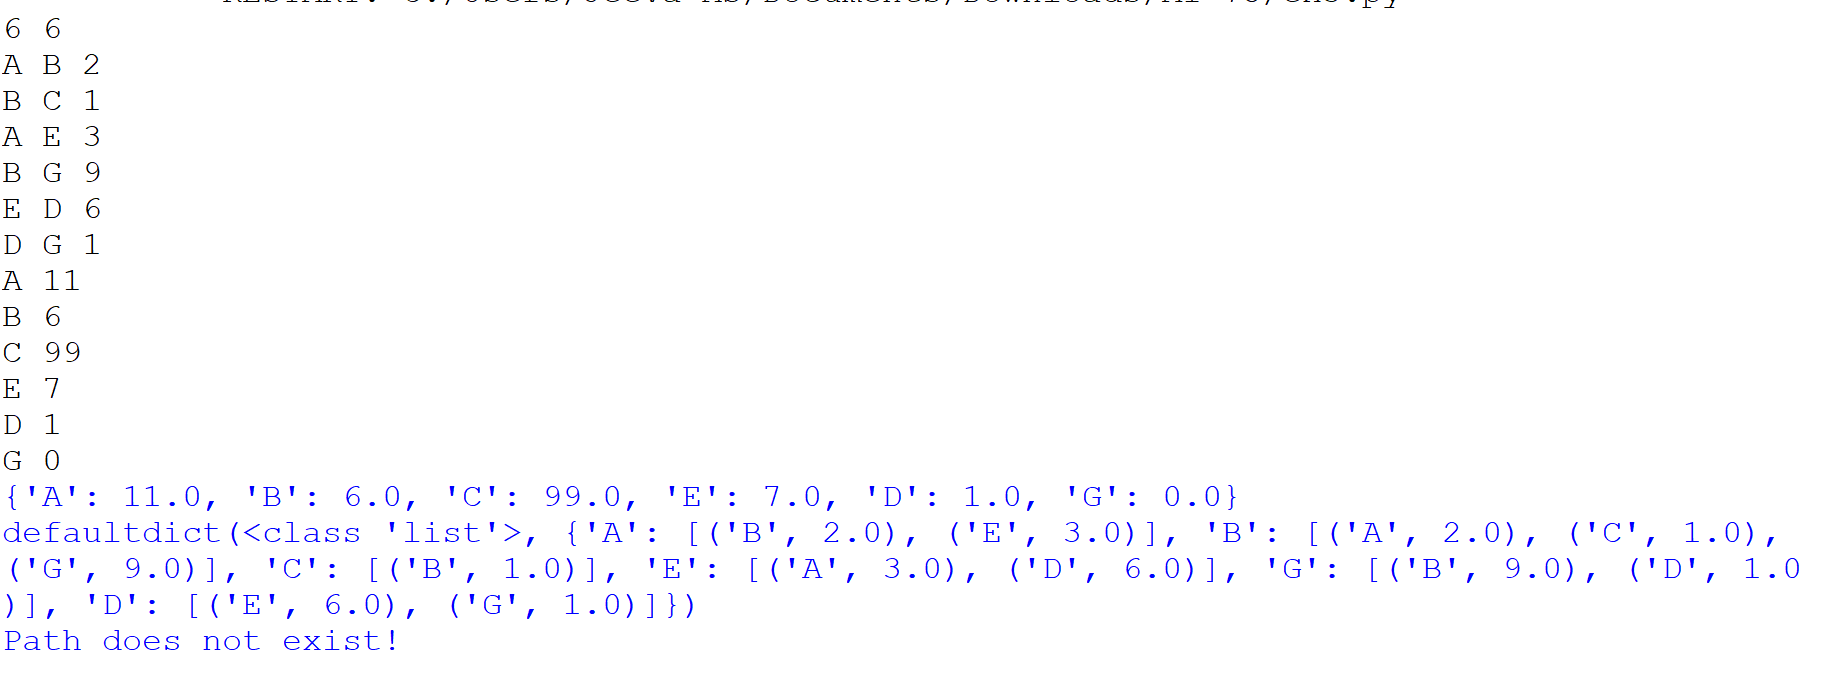 6 6
A B 2
B C 1
A E 3
B G 9
E D 6
D G 1
A 11
B 6
C 99
E 7
D 1
G 0
{'A': 11.0, 'B': 6.0, 'C': 99.0, 'E': 7.0, 'D': 1.0, 'G': 0.0}
defaultdict(<class 'list'>, {'A': [('B', 2.0), ('E', 3.0)], 'B': [('A', 2.0), ('C', 1.0),
('G', 9.0)], 'C': [('B', 1.0)], 'E': [('A', 3.0), ('D', 6.0)], 'G': [('B', 9.0), ('D', 1.0
)], 'D': [('E', 6.0), ('G', 1.0)]})
Path does not exist!